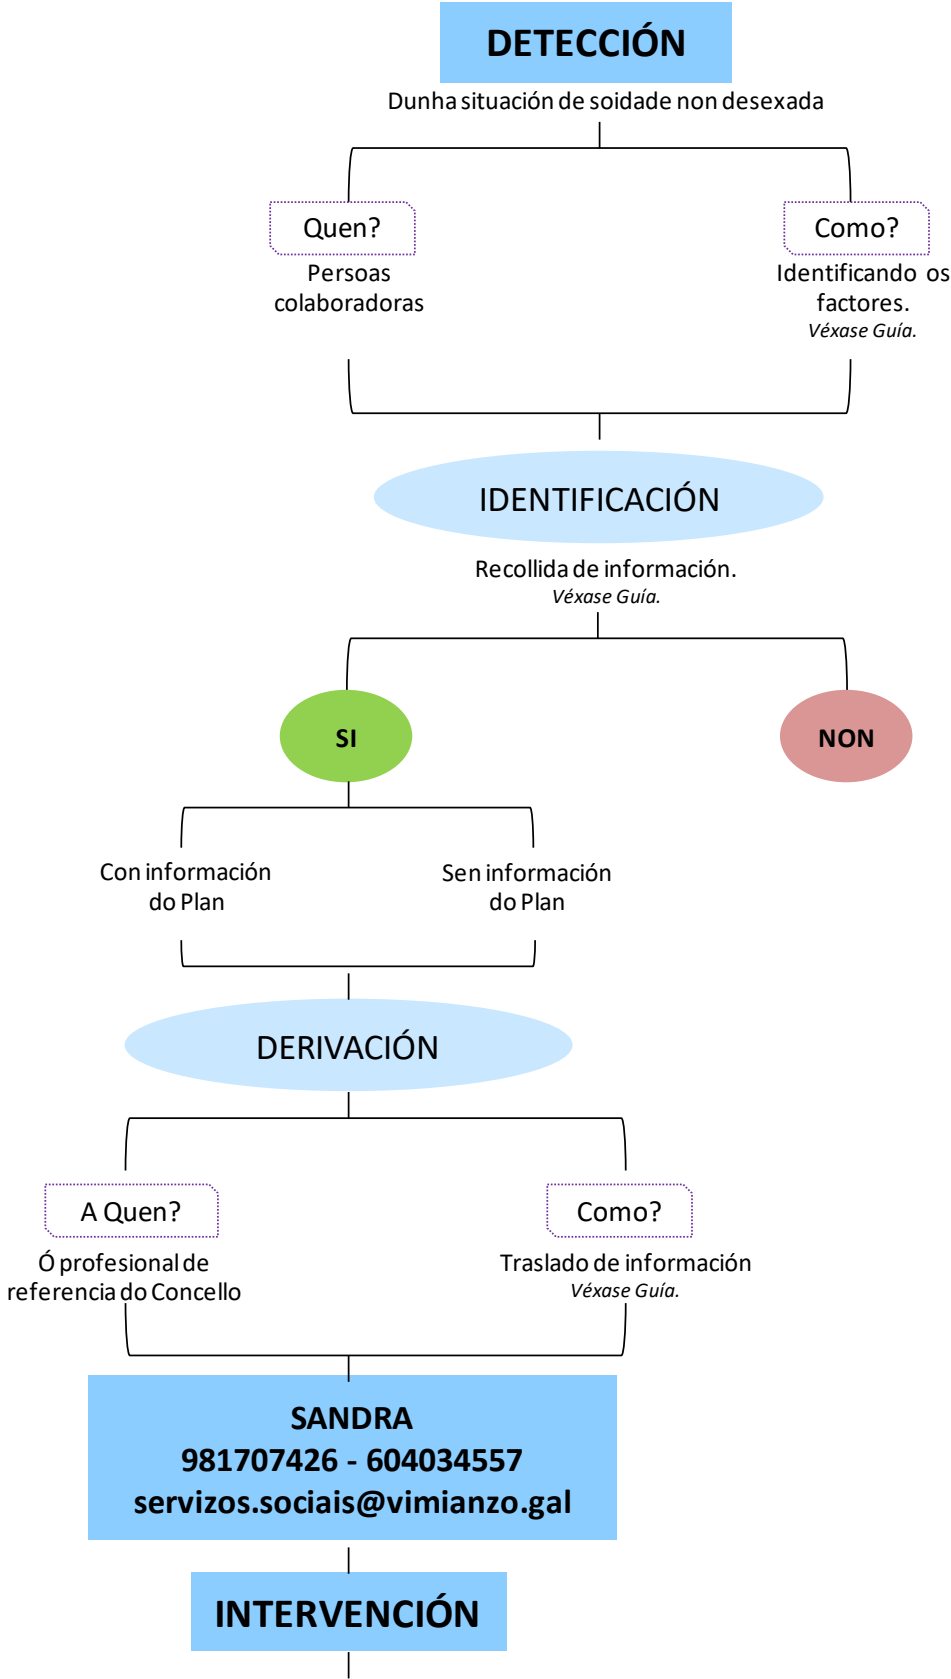 DETECCIÓN
Dunha situación de soidade non desexada
Quen?
Persoas
colaboradoras
Como?
Identificando os
factores.
Véxase Guía.
IDENTIFICACIÓN
Recollida de información.
Véxase Guía.
SI
NON
Con información
do Plan
Sen información
do Plan
DERIVACIÓN
A Quen?
Ó profesional de
referencia do Concello
Como?
Traslado de información
Véxase Guía.
SANDRA
981707426 - 604034557
servizos.sociais@vimianzo.gal
INTERVENCIÓN